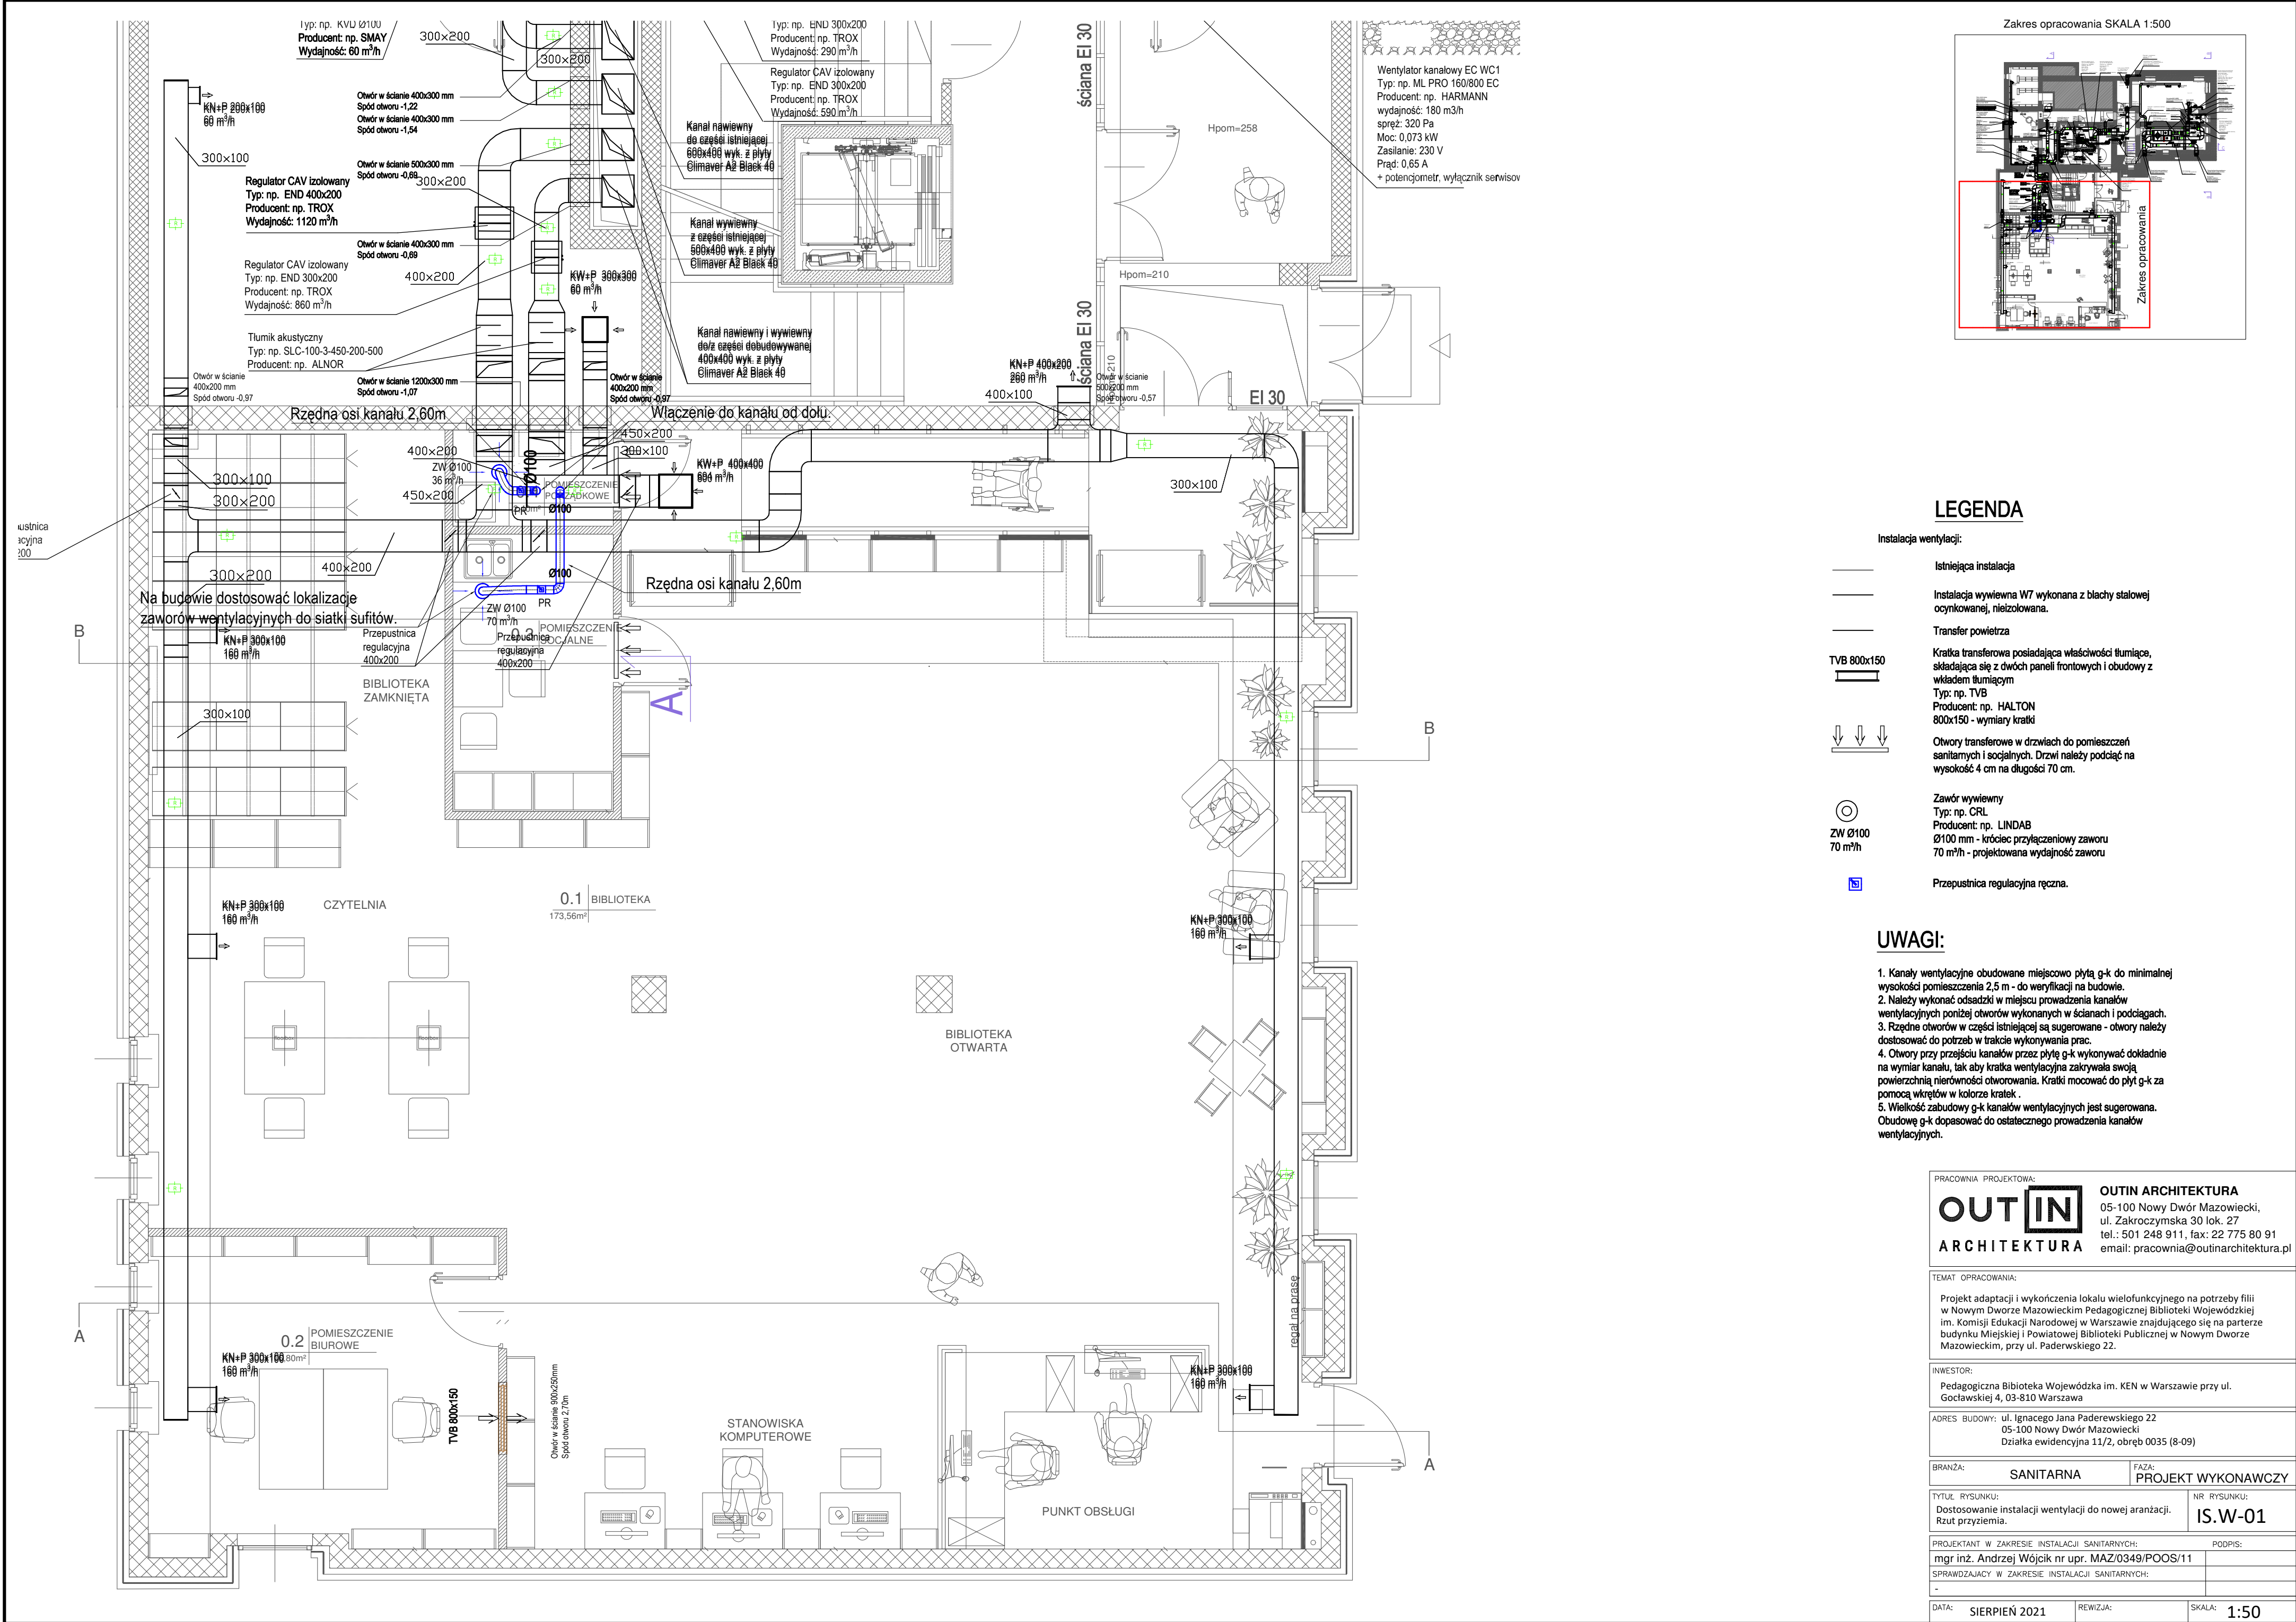 Typ: np. KVD Ø100
Producent: np. SMAY
Wydajność: 60 m³/h
300×200
300×200
Typ: np. END 300x200
Producent: np. TROX
Wydajność: 290 m³/h
Regulator CAV izolowany
Typ: np. END 300x200
Producent: np. TROX
Wydajność: 590 m³/h
ściana EI 30
Wentylator kanałowy EC WC1
Typ: np. ML PRO 160/800 EC
Producent: np. HARMANN
wydajność: 180 m3/h
spręż: 320 Pa
Moc: 0,073 kW
Zasilanie: 230 V
Prąd: 0,65 A
+ potencjometr, wyłącznik serwisow
Hpom=258
KN+P 200x100
60 m³/h
300×100
Otwór w ścianie 400x300 mm
Spód otworu -1,22
Otwór w ścianie 400x300 mm
Spód otworu -1,54
Otwór w ścianie 500x300 mm
Spód otworu -0,69
300×200
Regulator CAV izolowany
Typ: np. END 400x200
Producent: np. TROX
Wydajność: 1120 m³/h
Otwór w ścianie 400x300 mm
Spód otworu -0,69
400×200
Regulator CAV izolowany
Typ: np. END 300x200
Producent: np. TROX
Wydajność: 860 m³/h
Tłumik akustyczny
Typ: np. SLC-100-3-450-200-500
Producent: np. ALNOR
Otwór w ścianie 1200x300 mm
Spód otworu -1,07
Otwór w ścianie
400x200 mm
Spód otworu -0,97
KW+P 300x300
60 m³/h
Otwór w ścianie
400x200 mm
Spód otworu -0,97
Kanał nawiewny
do części istniejącej
600x400 wyk. z płyty
Climaver A2 Black 40
Kanał wywiewny
z części istniejącej
500x400 wyk. z płyty
Climaver A2 Black 40
Kanał nawiewny i wywiewny
do/z części dobudowywanej
400x400 wyk. z płyty
Climaver A2 Black 40
Hpom=210
ściana EI 30
KN+P 400x200
260 m³/h
400×100
Otwór w ścianie
500x200 mm
Spód otworu -0,57
EI 30
Rzędna osi kanału 2,60m
Włączenie do kanału od dołu.
450×200
300×100
400×200
ZW Ø100
36 m³/h
450×200
Ø100
POMIESZCZENIE
PORZĄDKOWE
PR
Ø100
KW+P 400x400
300×100
300×100
300×200
300×200
400×200
Ø100
PR
Rzędna osi kanału 2,60m
Na budowie dostosować lokalizacje
zaworów wentylacyjnych do siatki sufitów.
ZW Ø100
70 m³/h
0.3
POMIESZCZENIE
SOCJALNE
Przepustnica
regulacyjna
400x200
Przepustnica
regulacyjna
400x200
KN+P 300x100
160 m³/h
B
BIBLIOTEKA
ZAMKNIĘTA
A
300×100
B
KN+P 300x100
160 m³/h
CZYTELNIA
0.1
BIBLIOTEKA
173,56m²
KN+P 300x100
160 m³/h
BIBLIOTEKA
OTWARTA
regał na prasę
A
0.2
POMIESZCZENIE
BIUROWE
KN+P 300x100
160 m³/h
TVB 800x150
Otwór w ścianie 900x250mm
Spód otworu 2,70m
STANOWISKA
KOMPUTEROWE
PUNKT OBSŁUGI
KN+P 300x100
160 m³/h
A
Zakres opracowania SKALA 1:500
Zakres opracowania
LEGENDA
Instalacja wentylacji:
Istniejąca instalacja
Instalacja wywiewna W7 wykonana z blachy stalowej
ocynkowanej, nieizolowana.
Transfer powietrza
TVB 800x150
Kratka transferowa posiadająca właściwości tłumiące,
składająca się z dwóch paneli frontowych i obudowy z
wkładem tłumiącym
Typ: np. TVB
Producent: np. HALTON
800x150 - wymiary kratki
Otwory transferowe w drzwiach do pomieszczeń
sanitarnych i socjalnych. Drzwi należy podciąć na
wysokość 4 cm na długości 70 cm.
ZW Ø100
70 m³/h
Zawór wywiewny
Typ: np. CRL
Producent: np. LINDAB
Ø100 mm - króciec przyłączeniowy zaworu
70 m³/h - projektowana wydajność zaworu
Przepustnica regulacyjna ręczna.
UWAGI:
1. Kanały wentylacyjne obudowane miejscowo płytą g-k do minimalnej
wysokości pomieszczenia 2,5 m - do weryfikacji na budowie.
2. Należy wykonać odsadzki w miejscu prowadzenia kanałów
wentylacyjnych poniżej otworów wykonanych w ścianach i podciągach.
3. Rzędne otworów w części istniejącej są sugerowane - otwory należy
dostosować do potrzeb w trakcie wykonywania prac.
4. Otwory przy przejściu kanałów przez płytę g-k wykonywać dokładnie
na wymiar kanału, tak aby kratka wentylacyjna zakrywała swoją
powierzchnią nierówności otworowania. Kratki mocować do płyt g-k za
pomocą wkrętów w kolorze kratek .
5. Wielkość zabudowy g-k kanałów wentylacyjnych jest sugerowana.
Obudowę g-k dopasować do ostatecznego prowadzenia kanałów
wentylacyjnych.
PRACOWNIA PROJEKTOWA:
OUTIN
ARCHITEKTURA
OUTIN ARCHITEKTURA
05-100 Nowy Dwór Mazowiecki,
ul. Zakroczymska 30 lok. 27
tel.: 501 248 911, fax: 22 775 80 91
email: pracownia@outinarchitektura.pl
TEMAT OPRACOWANIA:
Projekt adaptacji i wykończenia lokalu wielofunkcyjnego na potrzeby filii
w Nowym Dworze Mazowieckim Pedagogicznej Biblioteki Wojewódzkiej
im. Komisji Edukacji Narodowej w Warszawie znajdującego się na parterze
budynku Miejskiej i Powiatowej Biblioteki Publicznej w Nowym Dworze
Mazowieckim, przy ul. Paderwskiego 22.
INWESTOR:
Pedagogiczna Bibioteka Wojewódzka im. KEN w Warszawie przy ul.
Gocławskiej 4, 03-810 Warszawa
ADRES BUDOWY: ul. Ignacego Jana Paderewskiego 22
05-100 Nowy Dwór Mazowiecki
Działka ewidencyjna 11/2, obręb 0035 (8-09)
BRANŻA:
SANITARNA
FAZA:
PROJEKT WYKONAWCZY
TYTUŁ RYSUNKU:
Dostosowanie instalacji wentylacji do nowej aranżacji.
Rzut przyziemia.
NR RYSUNKU:
IS.W-01
PROJEKTANT W ZAKRESIE INSTALACJI SANITARNYCH:
PODPIS:
mgr inż. Andrzej Wójcik nr upr. MAZ/0349/POOS/11
SPRAWDZAJACY W ZAKRESIE INSTALACJI SANITARNYCH:
-
DATA: SIERPIEŃ 2021
REWIZJA:
SKALA: 1:50